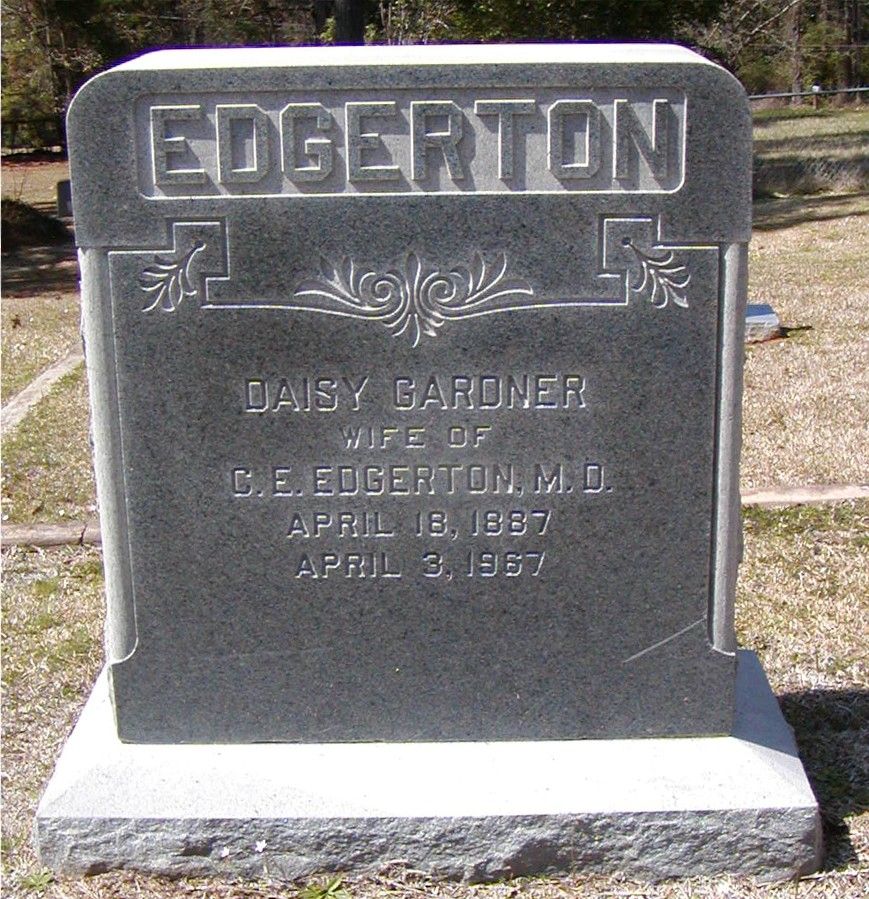 EDGERTON
DAISY GARDNER
WIFE OF
C. E. EDGERTON, M. D.
APRIL 18, 1887
APRIL 3, 1967